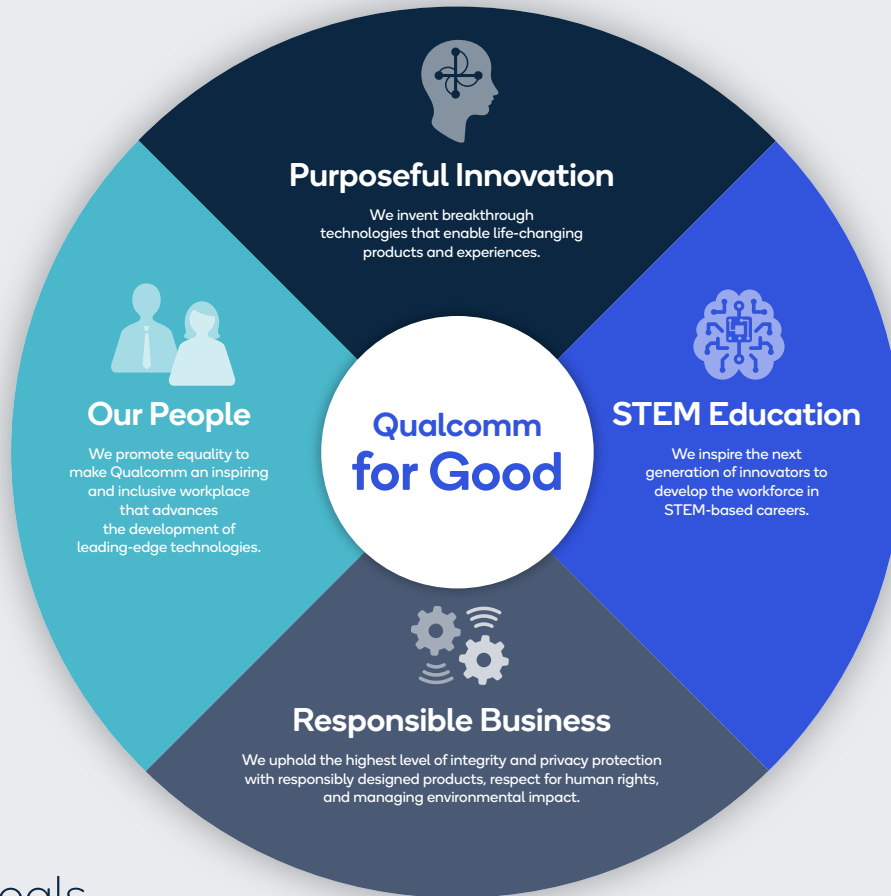 Purposeful Innovation
We invent breakthrough
technologies that enable life-changing
products and experiences.
Our People
We promote equality to
make Qualcomm an inspiring
and inclusive workplace
that advances
the development of
leading-edge technologies.
Qualcomm
for Good
STEM Education
We inspire the next
generation of innovators to
develop the workforce in
STEM-based careers.
Responsible Business
We uphold the highest level of integrity and privacy protection
with responsibly designed products, respect for human rights,
and managing environmental impact.